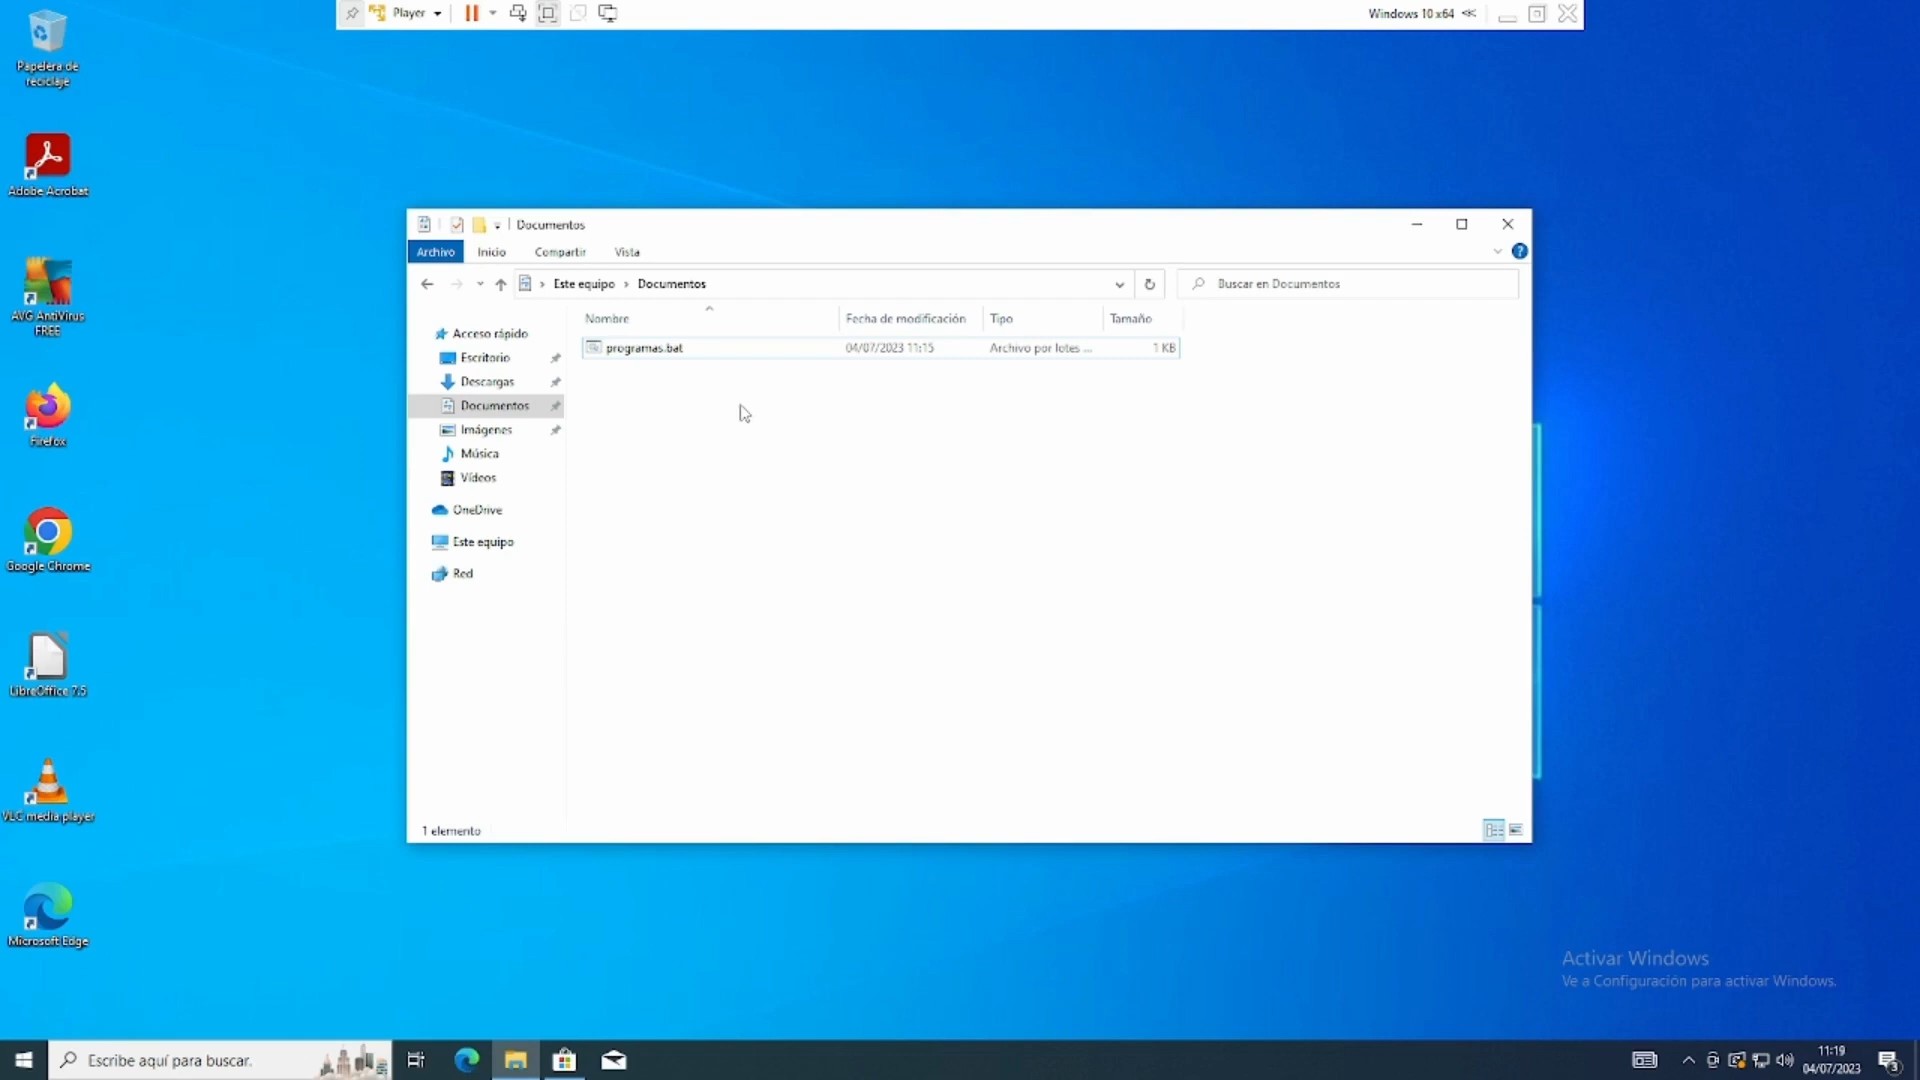 Player
Windows 10 x64
Papelera de
reciclaje
Adobe Acrobat
AVG AntiVirus
FREE
Firefox
Google Chrome
LibreOffice 7.5
VLC media player
Microsoft Edge
Documentos
Archivo
Inicio
Compartir
Vista
Este equipo > Documentos
Buscar en Documentos
Nombre
Fecha de modificación
Tipo
Tamaño
programas.bat
04/07/2023 11:15
Archivo por lotes ...
1 KB
Acceso rápido
Escritorio
Descargas
Documentos
Imágenes
Música
Vídeos
OneDrive
Este equipo
Red
1 elemento
Activar Windows
Ve a Configuración para activar Windows.
Escribe aquí para buscar.
11:19
04/07/2023
3